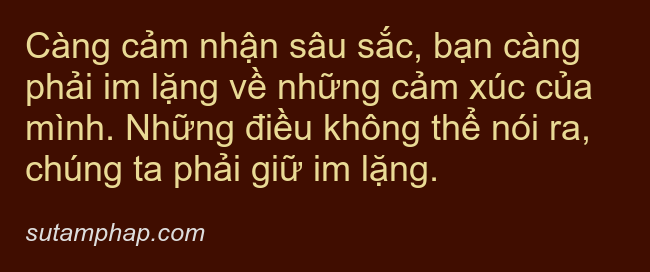 Càng cảm nhận sâu sắc, bạn càng
phải im lặng về những cảm xúc của
mình. Những điều không thể nói ra,
chúng ta phải giữ im lặng.
sutamphap.com